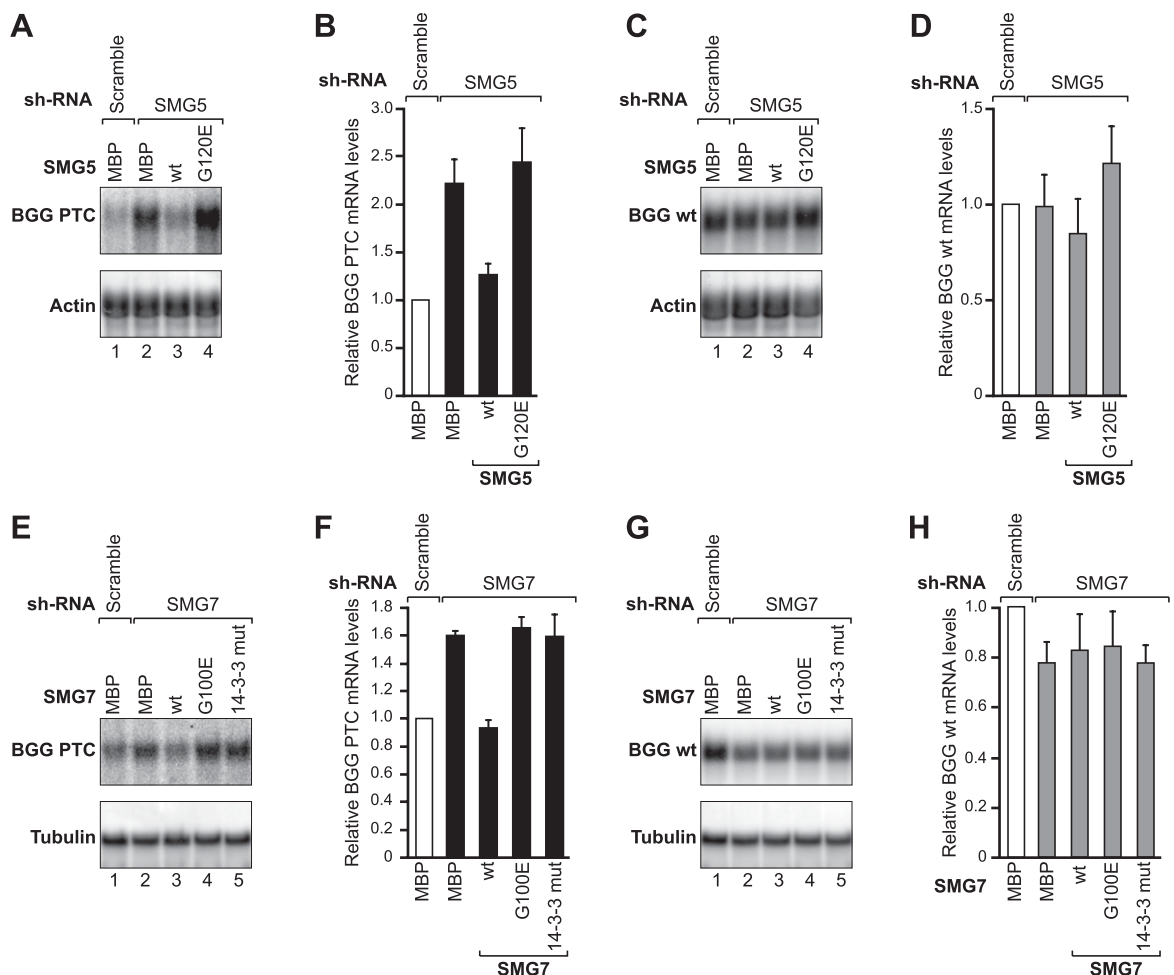 A
Scramble
sh-RNA
SMG5
SMG5
MBP
MBP
wt
G120E
BGG PTC
Actin
1 2 3 4
B
Scramble
sh-RNA
SMG5
Relative BGG PTC mRNA levels
3.0
2.5
2.0
1.5
1.0
0.5
0
MBP
MBP
wt
G120E
SMG5
C
Scramble
sh-RNA
SMG5
SMG5
MBP
MBP
wt
G120E
BGG wt
Actin
1 2 3 4
D
Scramble
sh-RNA
SMG5
Relative BGG wt mRNA levels
1.5
1.0
0.5
0
MBP
MBP
wt
G120E
SMG5
E
Scramble
sh-RNA
SMG7
SMG7
MBP
MBP
wt
G100E
14-3-3 mut
BGG PTC
Tubulin
1 2 3 4 5
F
Scramble
sh-RNA
SMG7
Relative BGG PTC mRNA levels
1.8
1.6
1.4
1.2
1.0
0.8
0.6
0.4
0.2
0
MBP
MBP
wt
G100E
14-3-3 mut
SMG7
G
Scramble
sh-RNA
SMG7
SMG7
MBP
MBP
wt
G100E
14-3-3 mut
BGG wt
Tubulin
1 2 3 4 5
H
Scramble
sh-RNA
SMG7
Relative BGG wt mRNA levels
1.0
0.8
0.6
0.4
0.2
0
SMG7
MBP
MBP
wt
G100E
14-3-3 mut
SMG7